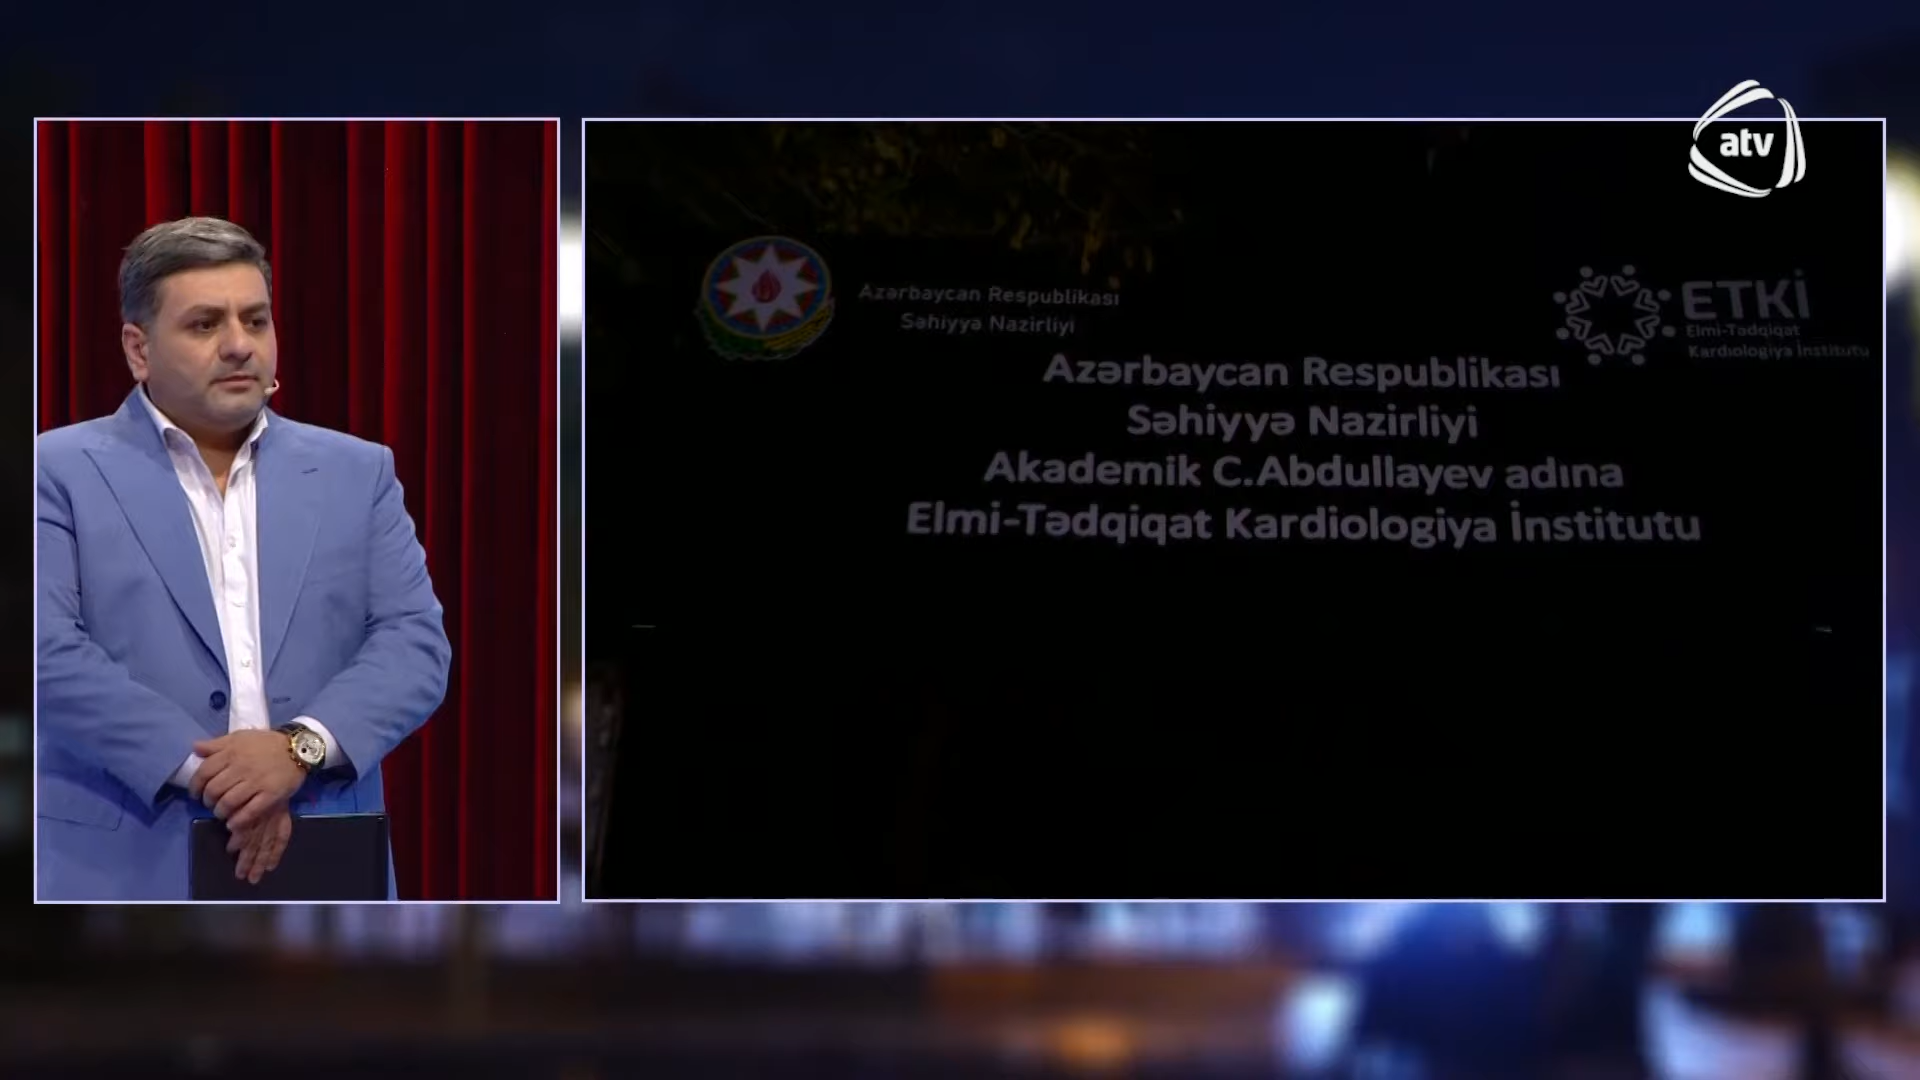 atv
Azərbaycan Respublikası
Səhiyyə Nazirliyi
ETKİ
Elmi-Tədqiqat
Kardiologiya İnstitutu
Azərbaycan Respublikası
Səhiyyə Nazirliyi
Akademik C.Abdullayev adına
Elmi-Tədqiqat Kardiologiya İnstitutu